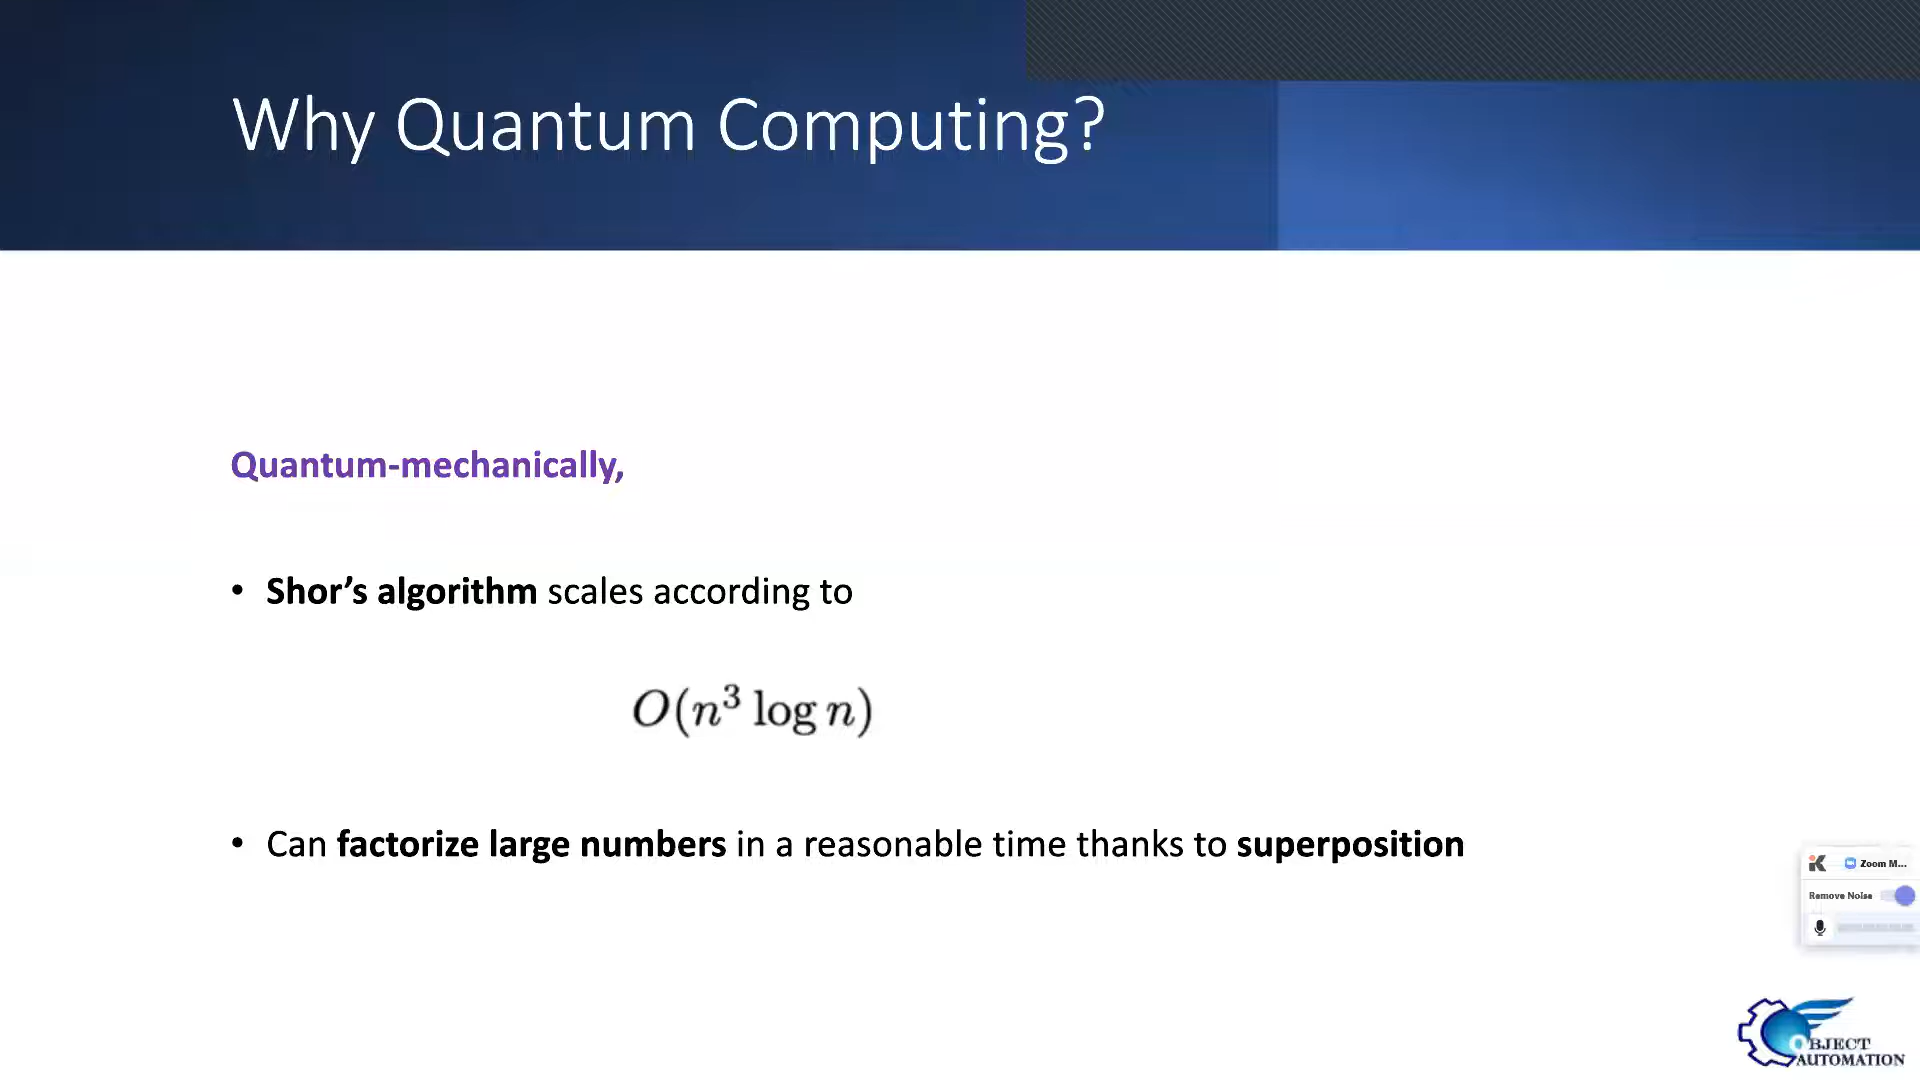 Why Quantum Computing?
Quantum-mechanically,
• Shor’s algorithm scales according to
O(n³ log n)
• Can factorize large numbers in a reasonable time thanks to superposition
Zoom M...
Remove Noise
OBJECT
AUTOMATION